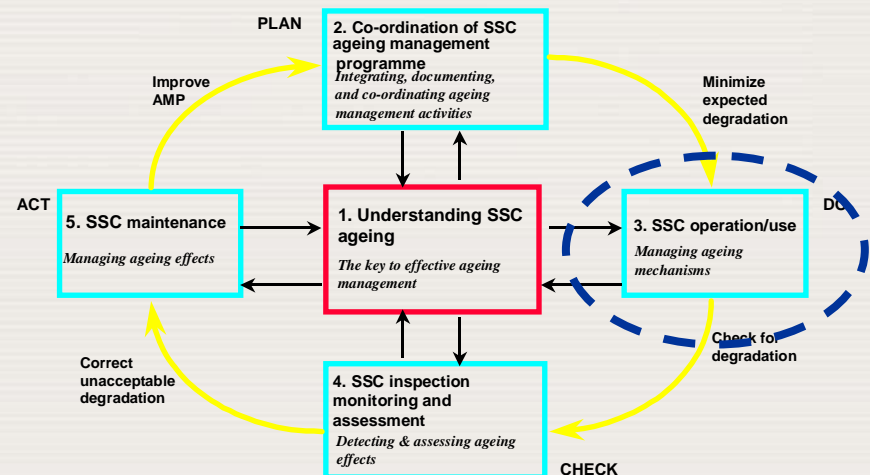 PLAN
2. Co-ordination of SSC
ageing management
programme
Integrating, documenting,
and co-ordinating ageing
management activities
Improve
AMP
Minimize
expected
degradation
ACT
5. SSC maintenance
Managing ageing effects
1. Understanding SSC
ageing
The key to effective ageing
management
DO
3. SSC operation/use
Managing ageing
mechanisms
Correct
unacceptable
degradation
Check for
degradation
4. SSC inspection
monitoring and
assessment
Detecting & assessing ageing
effects
CHECK